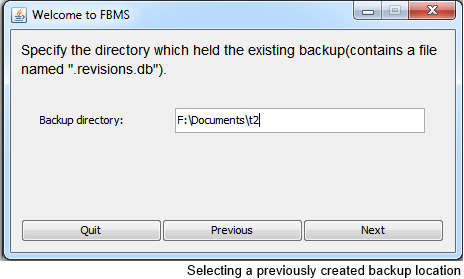 Welcome to FBMS
Specify the directory which held the existing backup(contains a file
named ".revisions.db").
Backup directory:
F:\Documents\t2
Quit
Previous
Next
Selecting a previously created backup location